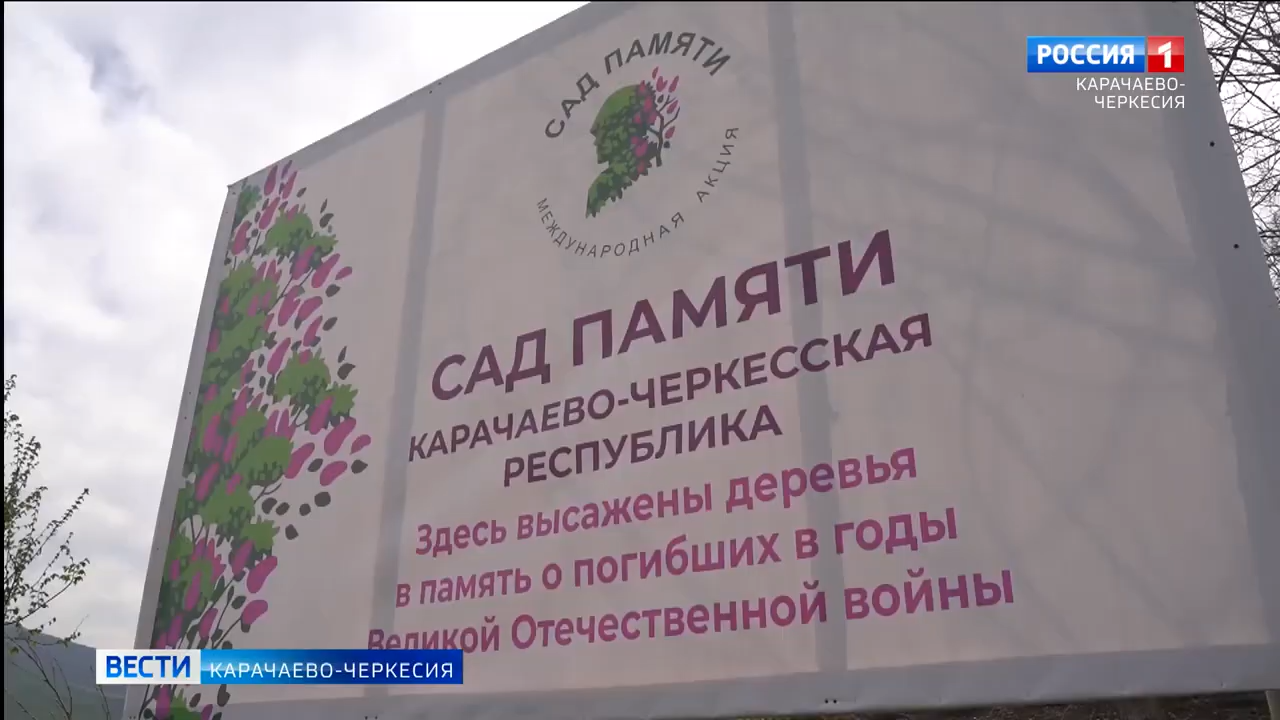 РОССИЯ 1
КАРАЧАЕВО-
ЧЕРКЕСИЯ
САД ПАМЯТИ
МЕЖДУНАРОДНАЯ АКЦИЯ
САД ПАМЯТИ
КАРАЧАЕВО-ЧЕРКЕССКАЯ
РЕСПУБЛИКА
Здесь высажены деревья
в память о погибших в годы
Великой Отечественной войны
ВЕСТИ КАРАЧАЕВО-ЧЕРКЕСИЯ